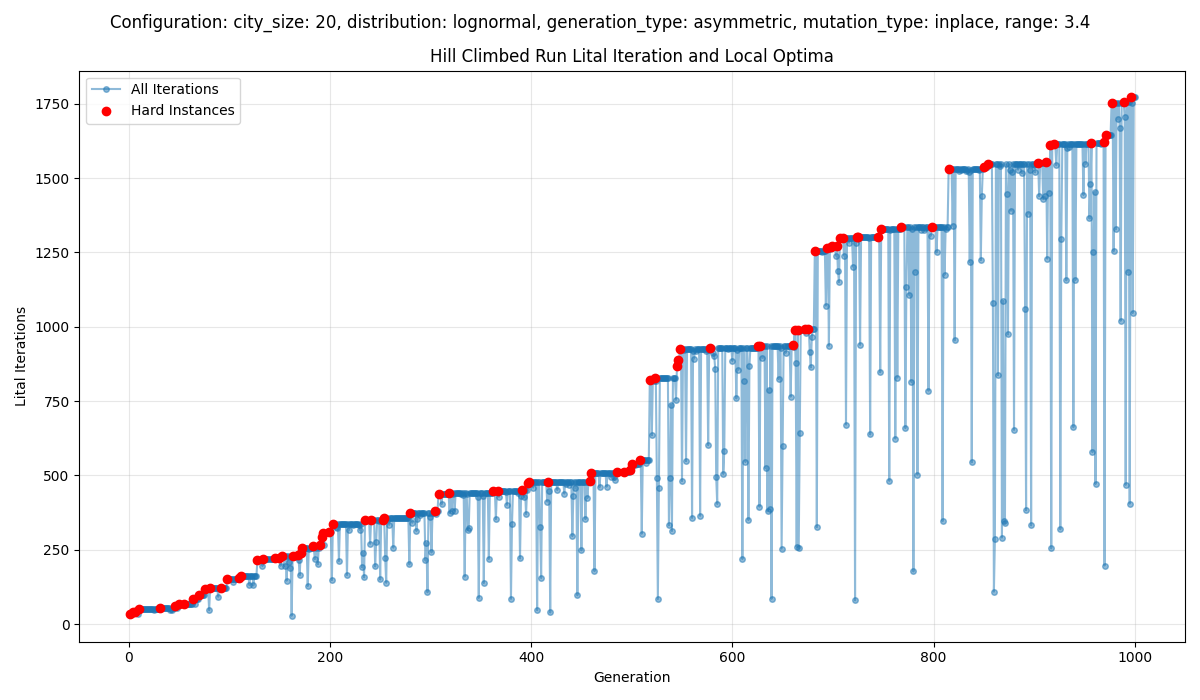 Configuration: city_size: 20, distribution: lognormal, generation_type: asymmetric, mutation_type: inplace, range: 3.4
Hill Climbed Run Lital Iteration and Local Optima
All Iterations
Hard Instances
Lital Iterations
1750
1500
1250
1000
750
500
250
0
0 200 400 600 800 1000
Generation